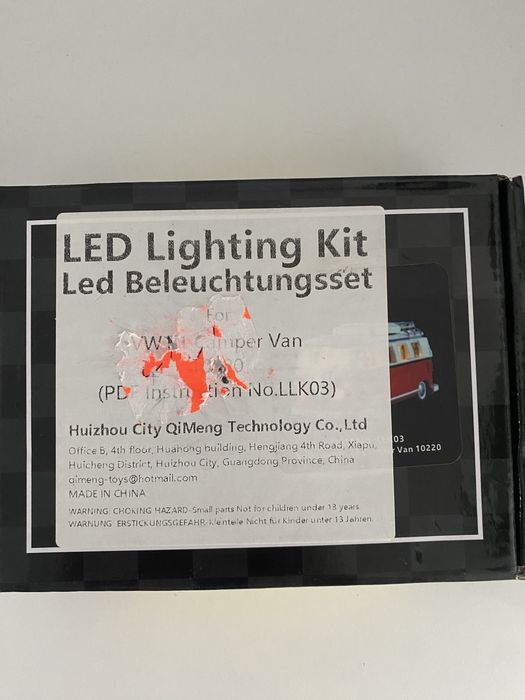 LED Lighting Kit
Led Beleuchtungsset
For
Camper Van
(PDF Instruction No.LLK03)
Huizhou City QiMeng Technology Co.,Ltd
Office B, 4th floor, Huahong building, Hengjiang 4th Road, Xiapu,
Huicheng District, Huizhou City, Guangdong Province, China
qimeng-toys@hotmail.com
MADE IN CHINA
WARNING: CHOKING HAZARD-Small parts Not for children under 13 years
WARNUNG: ERSTICKUNGSGEFAHR-Kleinteile Nicht für Kinder unter 13 Jahren.
03
Van 10220